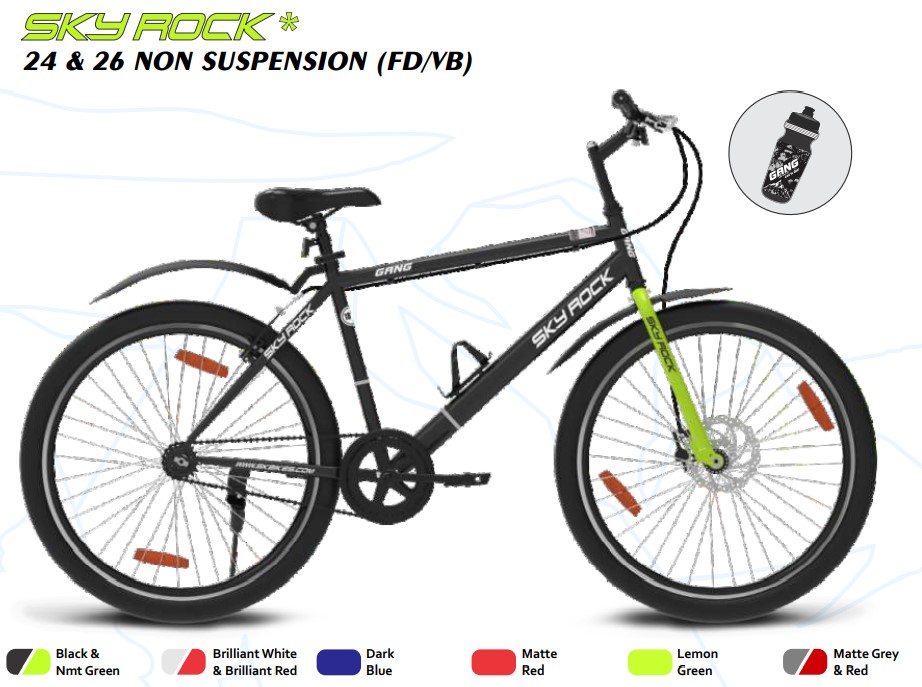 SKY ROCK*
24 & 26 NON SUSPENSION (FD/VB)
GANG
GANG
GANG
SKY ROCK
SKY ROCK
SKY ROCK
Black &
Nmt Green
Brilliant White
& Brilliant Red
Dark
Blue
Matte
Red
Lemon
Green
Matte Grey
& Red